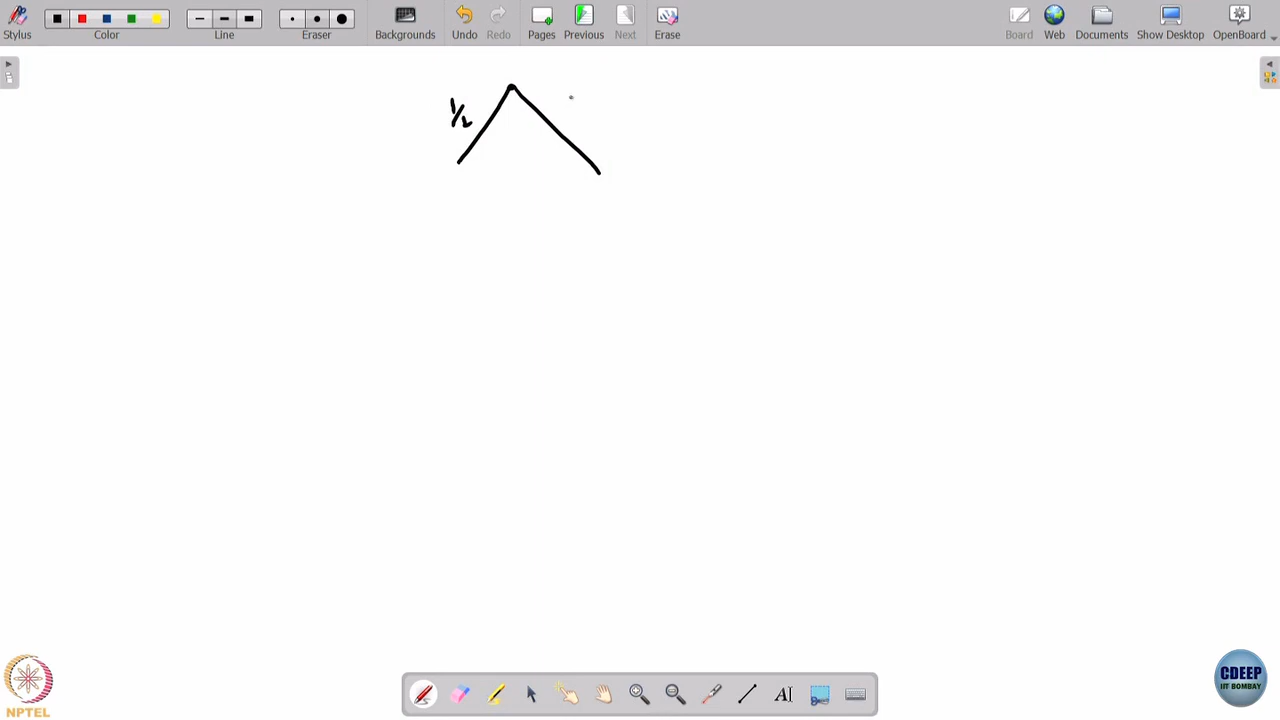 Stylus
Color
Line
Eraser
Backgrounds
Undo
Redo
Pages
Previous
Next
Erase
Board
Web
Documents
Show Desktop
OpenBoard
1/2
A
NPTEL
CDEEP
IIT BOMBAY